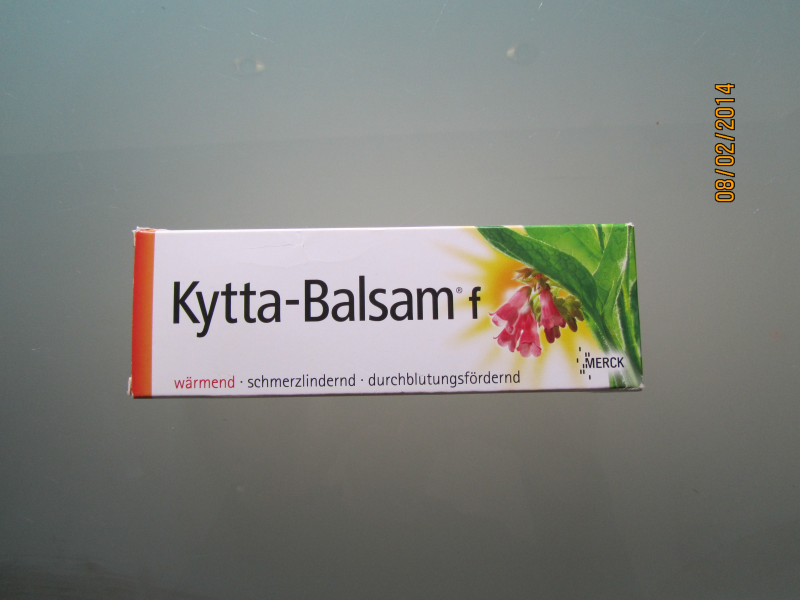 Kytta-Balsam® f
wärmend · schmerzlindernd · durchblutungsfördernd
MERCK
08/02/2014